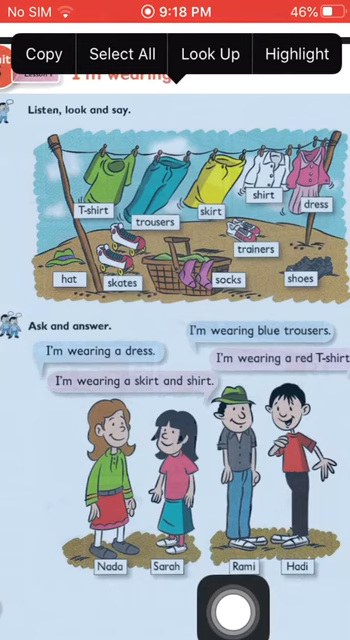 No SIM 9:18 PM 46%
Copy Select All Look Up Highlight
I'm wearing
Listen, look and say.
T-shirt
trousers
skirt
shirt
dress
trainers
hat
skates
socks
shoes
Ask and answer.
I'm wearing blue trousers.
I'm wearing a dress.
I'm wearing a red T-shirt
I'm wearing a skirt and shirt.
Nada Sarah Rami Hadi